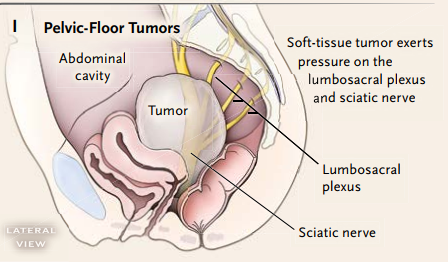 I Pelvic-Floor Tumors
Abdominal
cavity
Soft-tissue tumor exerts
pressure on the
lumbosacral plexus
and sciatic nerve
Tumor
Lumbosacral
plexus
Sciatic nerve
LATERAL
VIEW